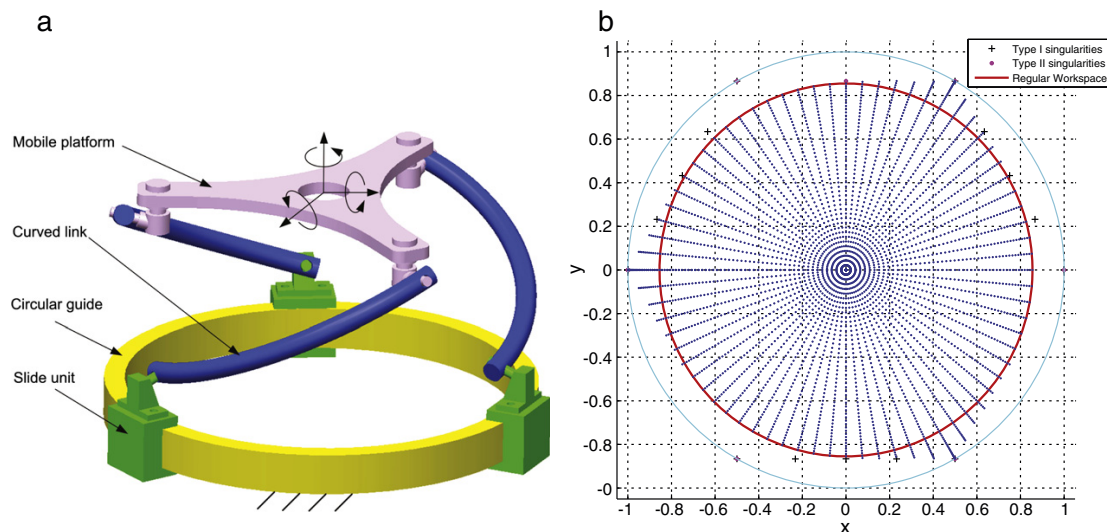 a
Mobile platform
Curved link
Circular guide
Slide unit
b
Type I singularities
Type II singularities
Regular Workspace
1
0.8
0.6
0.4
0.2
0
-0.2
-0.4
-0.6
-0.8
-0
y
-1 -0.8 -0.6 -0.4 -0.2 0 0.2 0.4 0.6 0.8 1
x